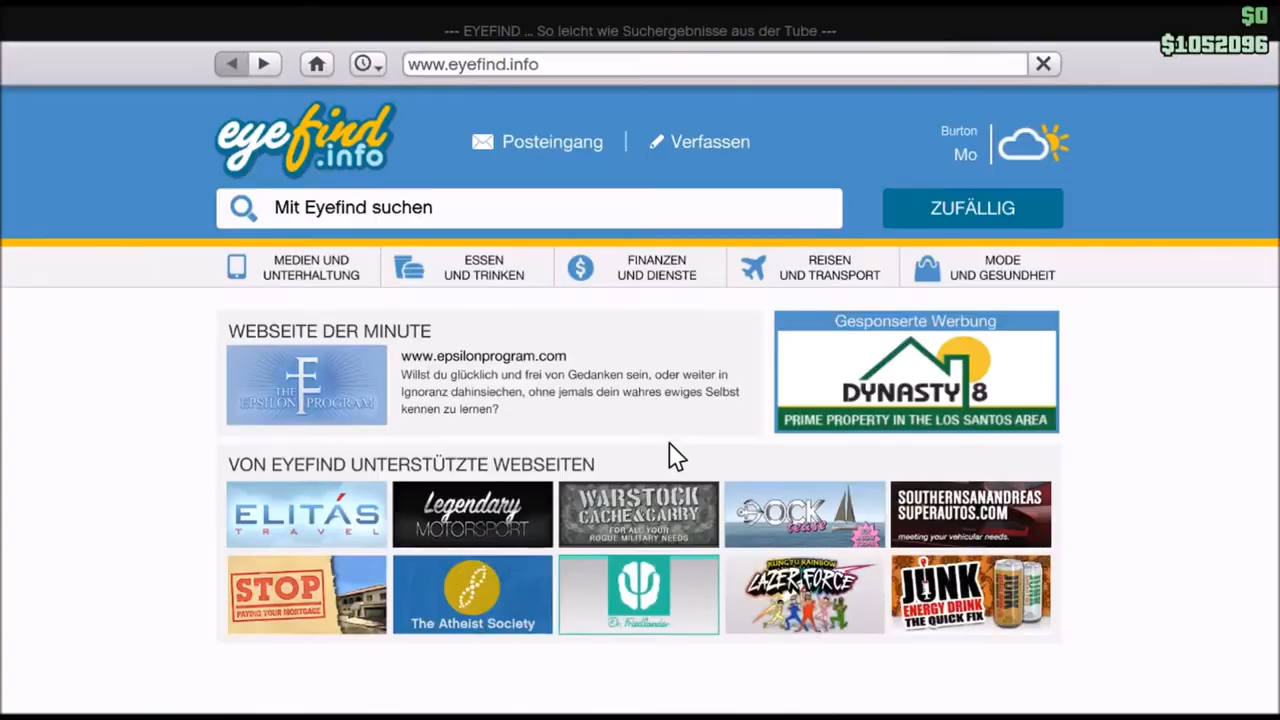 $0
--- EYEFIND ... So leicht wie Suchergebnisse aus der Tube ---
$1052096
www.eyefind.info
eyefind
.info
Posteingang
Verfassen
Burton
Mo
Mit Eyefind suchen
ZUFÄLLIG
MEDIEN UND
UNTERHALTUNG
ESSEN
UND TRINKEN
FINANZEN
UND DIENSTE
REISEN
UND TRANSPORT
MODE
UND GESUNDHEIT
WEBSEITE DER MINUTE
THE
EPSILON PROGRAM
www.epsilonprogram.com
Willst du glücklich und frei von Gedanken sein, oder weiter in
Ignoranz dahinsiechen, ohne jemals dein wahres ewiges Selbst
kennen zu lernen?
Gesponserte Werbung
DYNASTY 8
PRIME PROPERTY IN THE LOS SANTOS AREA
VON EYEFIND UNTERSTÜTZTE WEBSEITEN
ELITÁS
TRAVEL
Legendary
MOTORSPORT
WARSTOCK
CACHE & CARRY
FOR ALL YOUR
ROGUE MILITARY NEEDS
DOCK
tease
SOUTHERNSANANDREAS
SUPERAUTOS.COM
meeting your vehicular needs.
STOP
PAYING YOUR MORTGAGE
The Atheist Society
Dr. Friedlander
KUNG FU RAINBOW
LAZER FORCE
JUNK
ENERGY DRINK
THE QUICK FIX